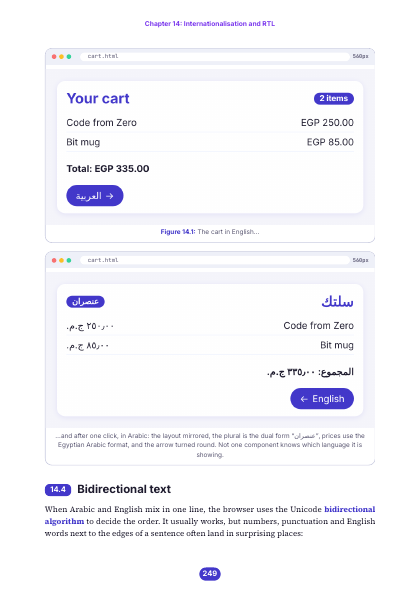 Chapter 14: Internationalisation and RTL
cart.html 560px
Your cart 2 items
Code from Zero EGP 250.00
Bit mug EGP 85.00
Total: EGP 335.00
العربية →
Figure 14.1: The cart in English…
cart.html 560px
سلتك عنصران
Code from Zero ٢٥٠٫٠٠ ج.م.
Bit mug ٨٥٫٠٠ ج.م.
المجموع: ٣٣٥٫٠٠ ج.م.
← English
…and after one click, in Arabic: the layout mirrored, the plural is the dual form "عنصران", prices use the
Egyptian Arabic format, and the arrow turned round. Not one component knows which language it is
showing.
14.4 Bidirectional text
When Arabic and English mix in one line, the browser uses the Unicode bidirectional
algorithm to decide the order. It usually works, but numbers, punctuation and English
words next to the edges of a sentence often land in surprising places:
249